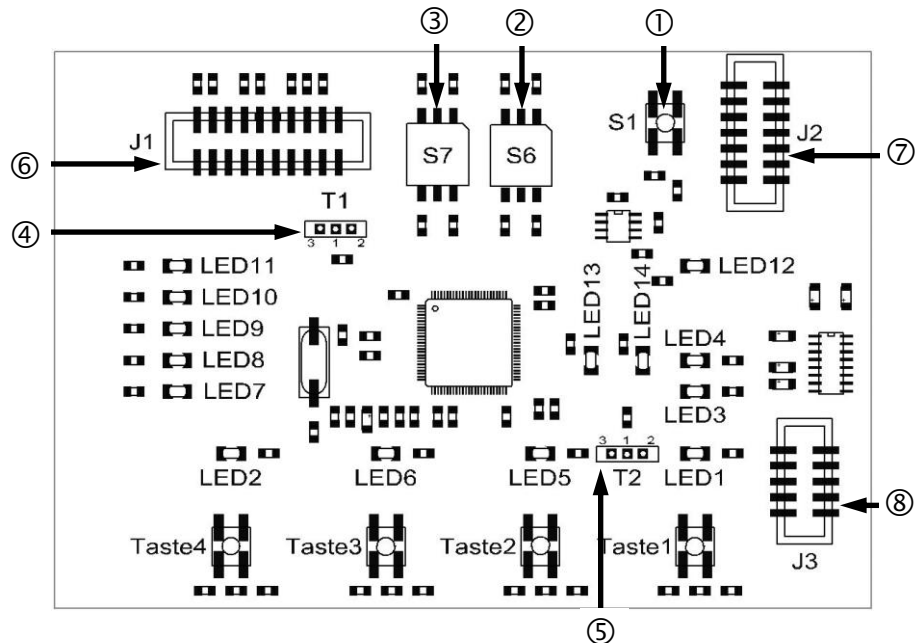 ③ ② ①
S1
J2
J1
S7 S6
⑥ ⑦
T1
④
3 1 2
LED11
LED13 LED14
LED12
LED10
LED9
LED4
LED8
LED7
LED3
3 1 2
LED2 LED6 LED5 T2 LED1
⑧
Taste4 Taste3 Taste2 Taste1
J3
⑤